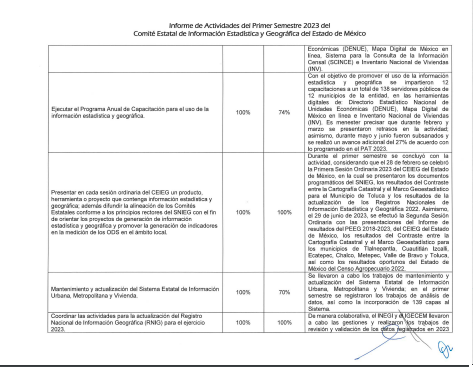 Informe de Actividades del Primer Semestre 2023 del
Comité Estatal de Información Estadística y Geográfica del Estado de México
Económicas (DENUE), Mapa Digital de México en
línea, Sistema para la Consulta de la Información
Censal (SCINCE) e Inventario Nacional de Viviendas
(INV).
Ejecutar el Programa Anual de Capacitación para el uso de la
información estadística y geográfica.
100%
74%
Con el objetivo de promover el uso de la información
estadística y geográfica se impartieron 12
capacitaciones a un total de 138 servidores públicos de
12 municipios de la entidad, en las herramientas
digitales de: Directorio Estadístico Nacional de
Unidades Económicas (DENUE), Mapa Digital de
México en línea e Inventario Nacional de Viviendas
(INV). Es menester precisar que durante febrero y
marzo se presentaron retrasos en la actividad;
asimismo, durante mayo y junio fueron subsanados y
se realizó un avance adicional del 27% de acuerdo con
lo programado en el PAT 2023.
Presentar en cada sesión ordinaria del CEIEG un producto,
herramienta o proyecto que contenga información estadística y
geográfica; además difundir la alineación de los Comités
Estatales conforme a los principios rectores del SNIEG con el fin
de orientar los proyectos de generación de información
estadística y geográfica y promover la generación de indicadores
en la medición de los ODS en el ámbito local.
100%
100%
Durante el primer semestre se concluyó con la
actividad, considerando que el 28 de febrero se celebró
la Primera Sesión Ordinaria 2023 del CEIEG del Estado
de México, en la cual se presentaron los documentos
programáticos del SNIEG, los resultados del Contraste
entre la Cartografía Catastral y el Marco Geoestadístico
para el Municipio de Toluca y los resultados de la
actualización de los Registros Nacionales de
Información Estadística y Geográfica 2022. Asimismo,
el 29 de junio de 2023, se efectuó la Segunda Sesión
Ordinaria con las presentaciones del Informe de
resultados del PEEG 2018-2023, del CEIEG del Estado
de México, los resultados del Contraste entre la
Cartografía Catastral y el Marco Geoestadístico para los
municipios de Tlalnepantla, Cuautitlán Izcalli,
Ecatepec, Chalco, Metepec, Valle de Bravo y Toluca,
así como los resultados oportunos del Estado de
México del Censo Agropecuario 2022.
Mantenimiento y actualización del Sistema Estatal de Información
Urbana, Metropolitana y Vivienda.
100%
70%
Se llevaron a cabo los trabajos de mantenimiento y
actualización del Sistema Estatal de Información
Urbana, Metropolitana y Vivienda; en el primer
semestre se registraron los trabajos de análisis de
datos, así como la incorporación de 139 capas al
Sistema.
Coordinar las actividades para la actualización del Registro
Nacional de Información Geográfica (RNIG) para el ejercicio
2023.
100%
100%
De manera colaborativa, el INEGI y el IGECEM llevaron
a cabo las gestiones y realizaron los trabajos de
revisión y validación de los datos registrados en 2023